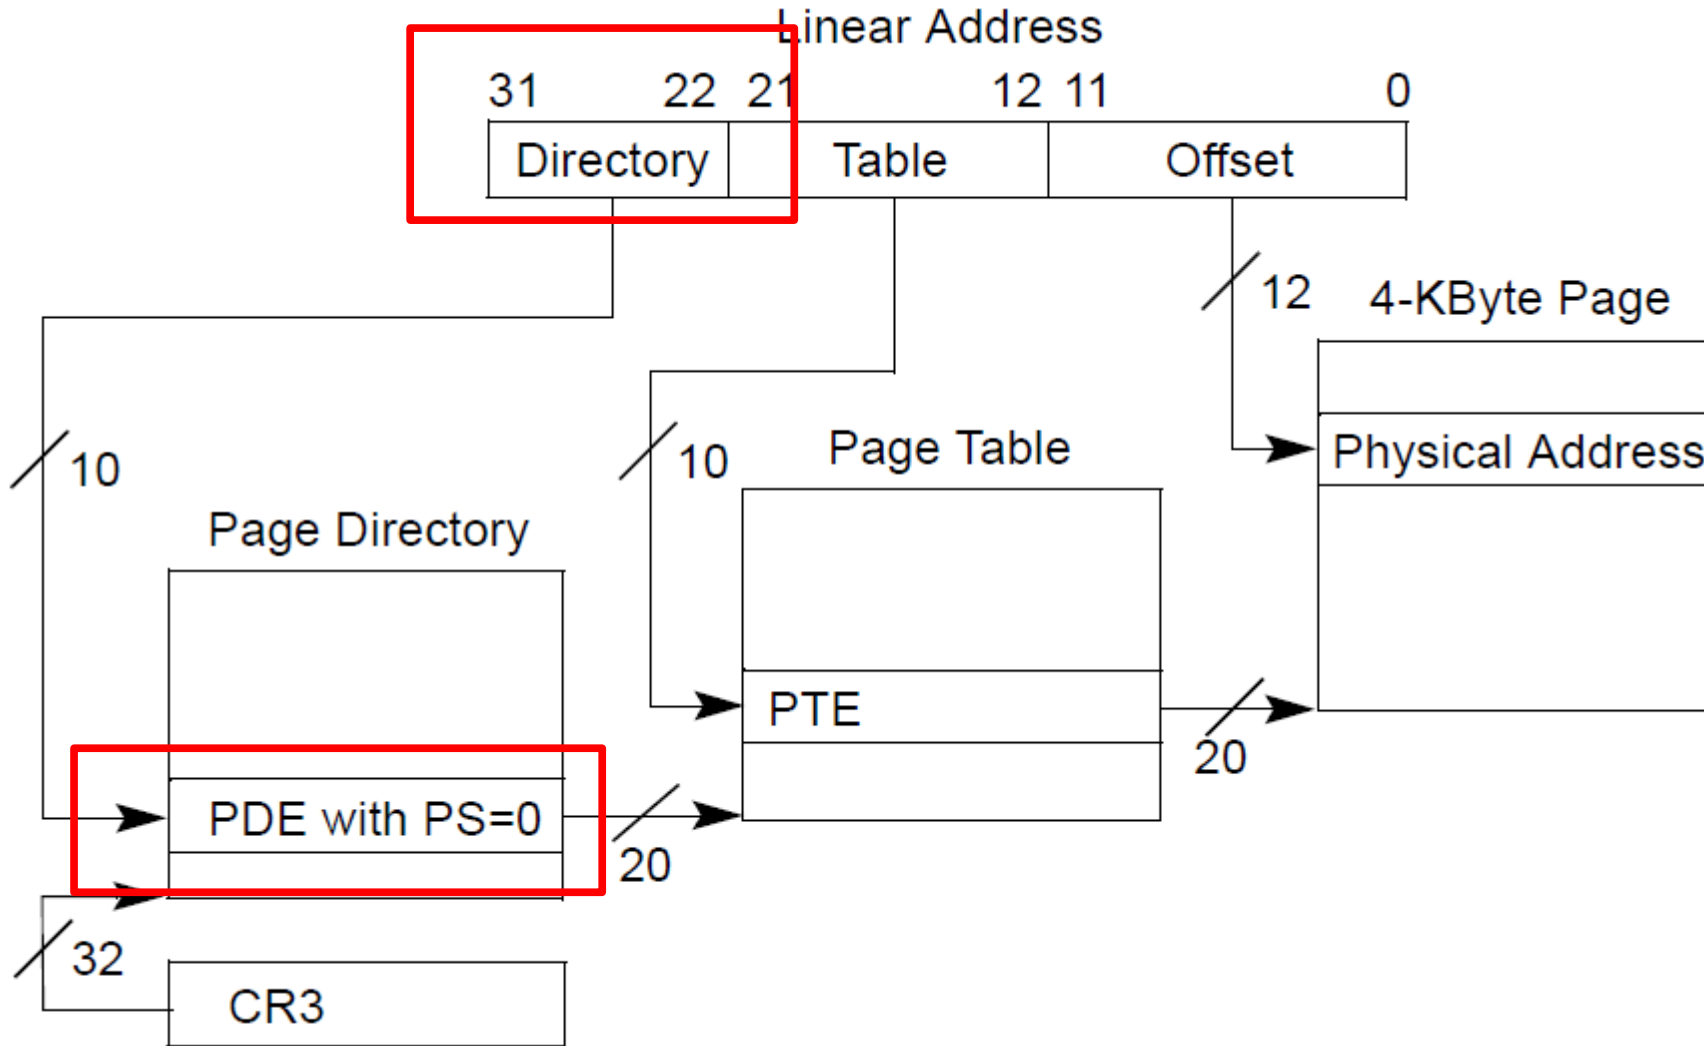 Linear Address
31 22 21 12 11 0
Directory Table Offset
12
4-KByte Page
10
10
Page Table
Physical Address
Page Directory
PTE
20
PDE with PS=0
20
32
CR3